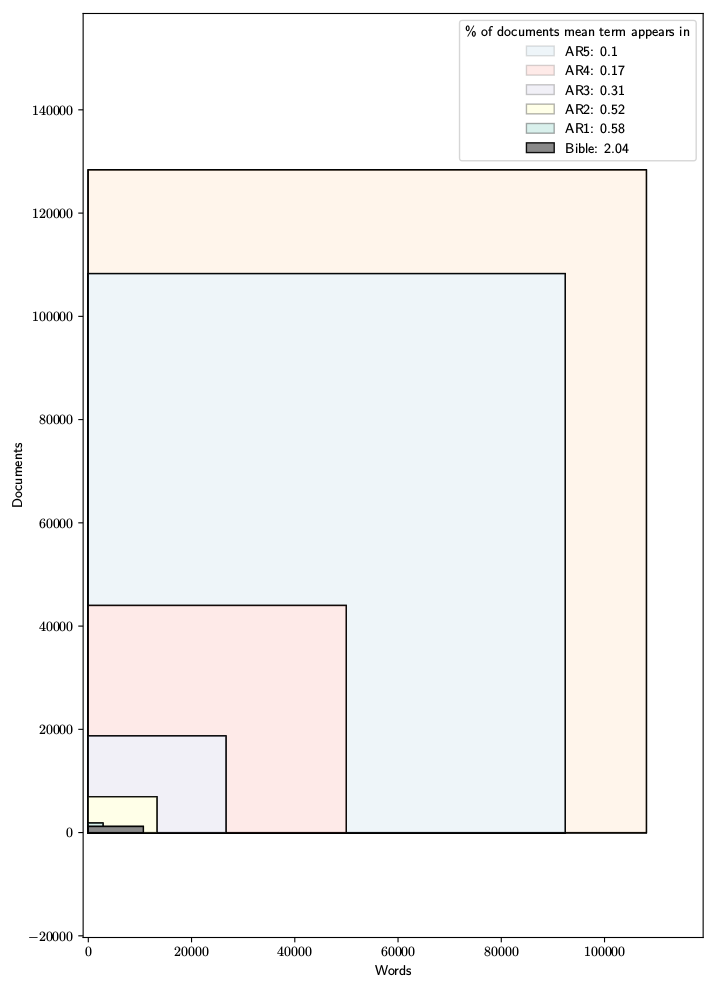 % of documents mean term appears in
AR5: 0.1
AR4: 0.17
AR3: 0.31
AR2: 0.52
AR1: 0.58
Bible: 2.04
140000
120000
100000
80000
60000
40000
20000
0
−20000
Documents
0 20000 40000 60000 80000 100000
Words